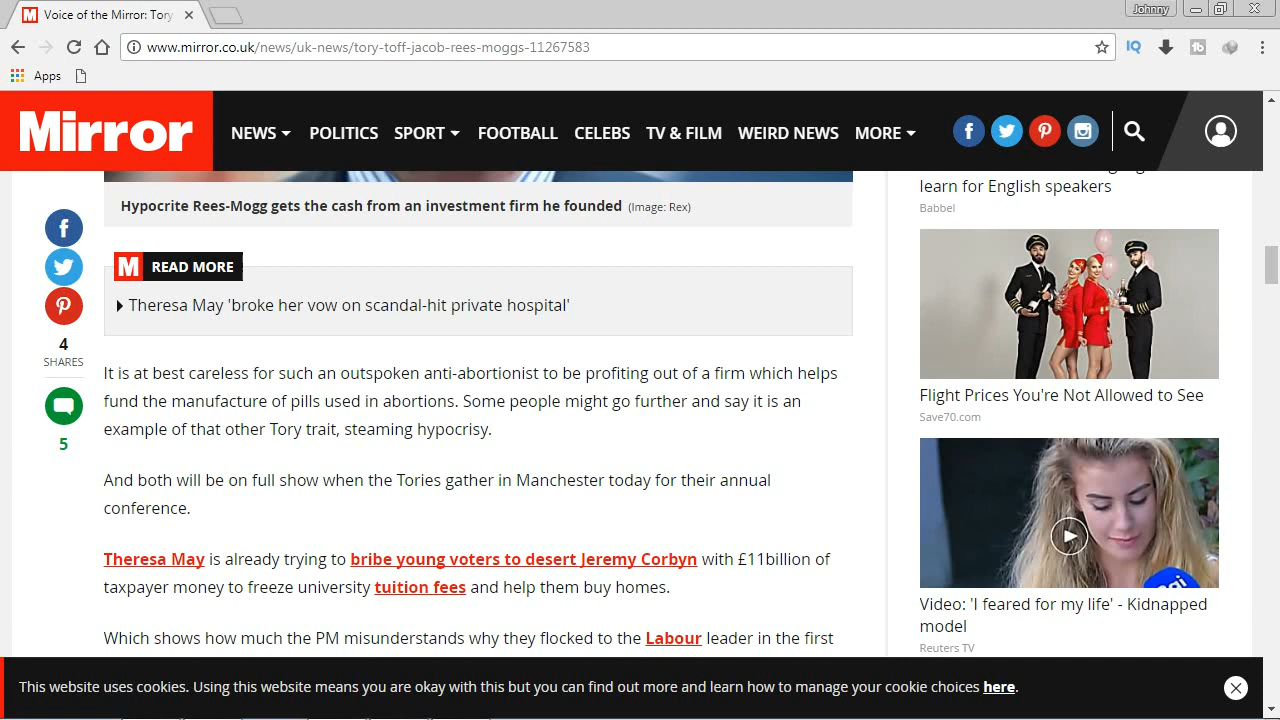 Voice of the Mirror: Tory
Johnny
www.mirror.co.uk/news/uk-news/tory-toff-jacob-rees-moggs-11267583
IQ
Apps
Mirror
NEWS POLITICS SPORT FOOTBALL CELEBS TV & FILM WEIRD NEWS MORE
Hypocrite Rees-Mogg gets the cash from an investment firm he founded (Image: Rex)
M READ MORE
Theresa May 'broke her vow on scandal-hit private hospital'
4
SHARES
5
It is at best careless for such an outspoken anti-abortionist to be profiting out of a firm which helps
fund the manufacture of pills used in abortions. Some people might go further and say it is an
example of that other Tory trait, steaming hypocrisy.
And both will be on full show when the Tories gather in Manchester today for their annual
conference.
Theresa May is already trying to bribe young voters to desert Jeremy Corbyn with £11billion of
taxpayer money to freeze university tuition fees and help them buy homes.
Which shows how much the PM misunderstands why they flocked to the Labour leader in the first
learn for English speakers
Babbel
Flight Prices You're Not Allowed to See
Save70.com
Video: 'I feared for my life' - Kidnapped
model
Reuters TV
This website uses cookies. Using this website means you are okay with this but you can find out more and learn how to manage your cookie choices here.